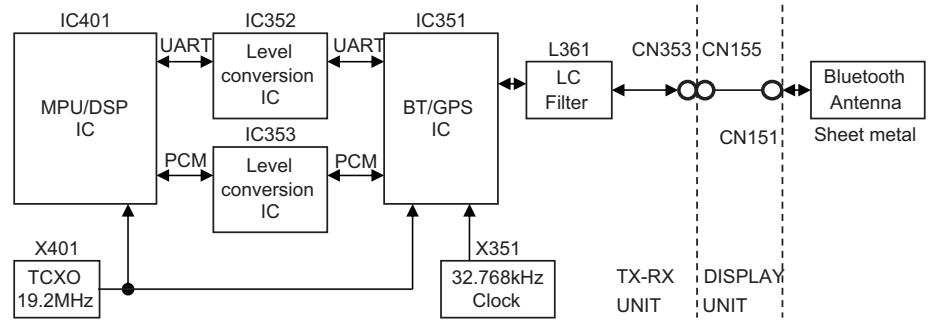 IC401
IC352
IC351
L361
CN353
CN155
UART
UART
Level
conversion
IC
MPU/DSP
IC
BT/GPS
IC
LC
Filter
Bluetooth
Antenna
CN151
Sheet metal
IC353
PCM
PCM
Level
conversion
IC
X401
TCXO
19.2MHz
X351
32.768kHz
Clock
TX-RX
UNIT
DISPLAY
UNIT